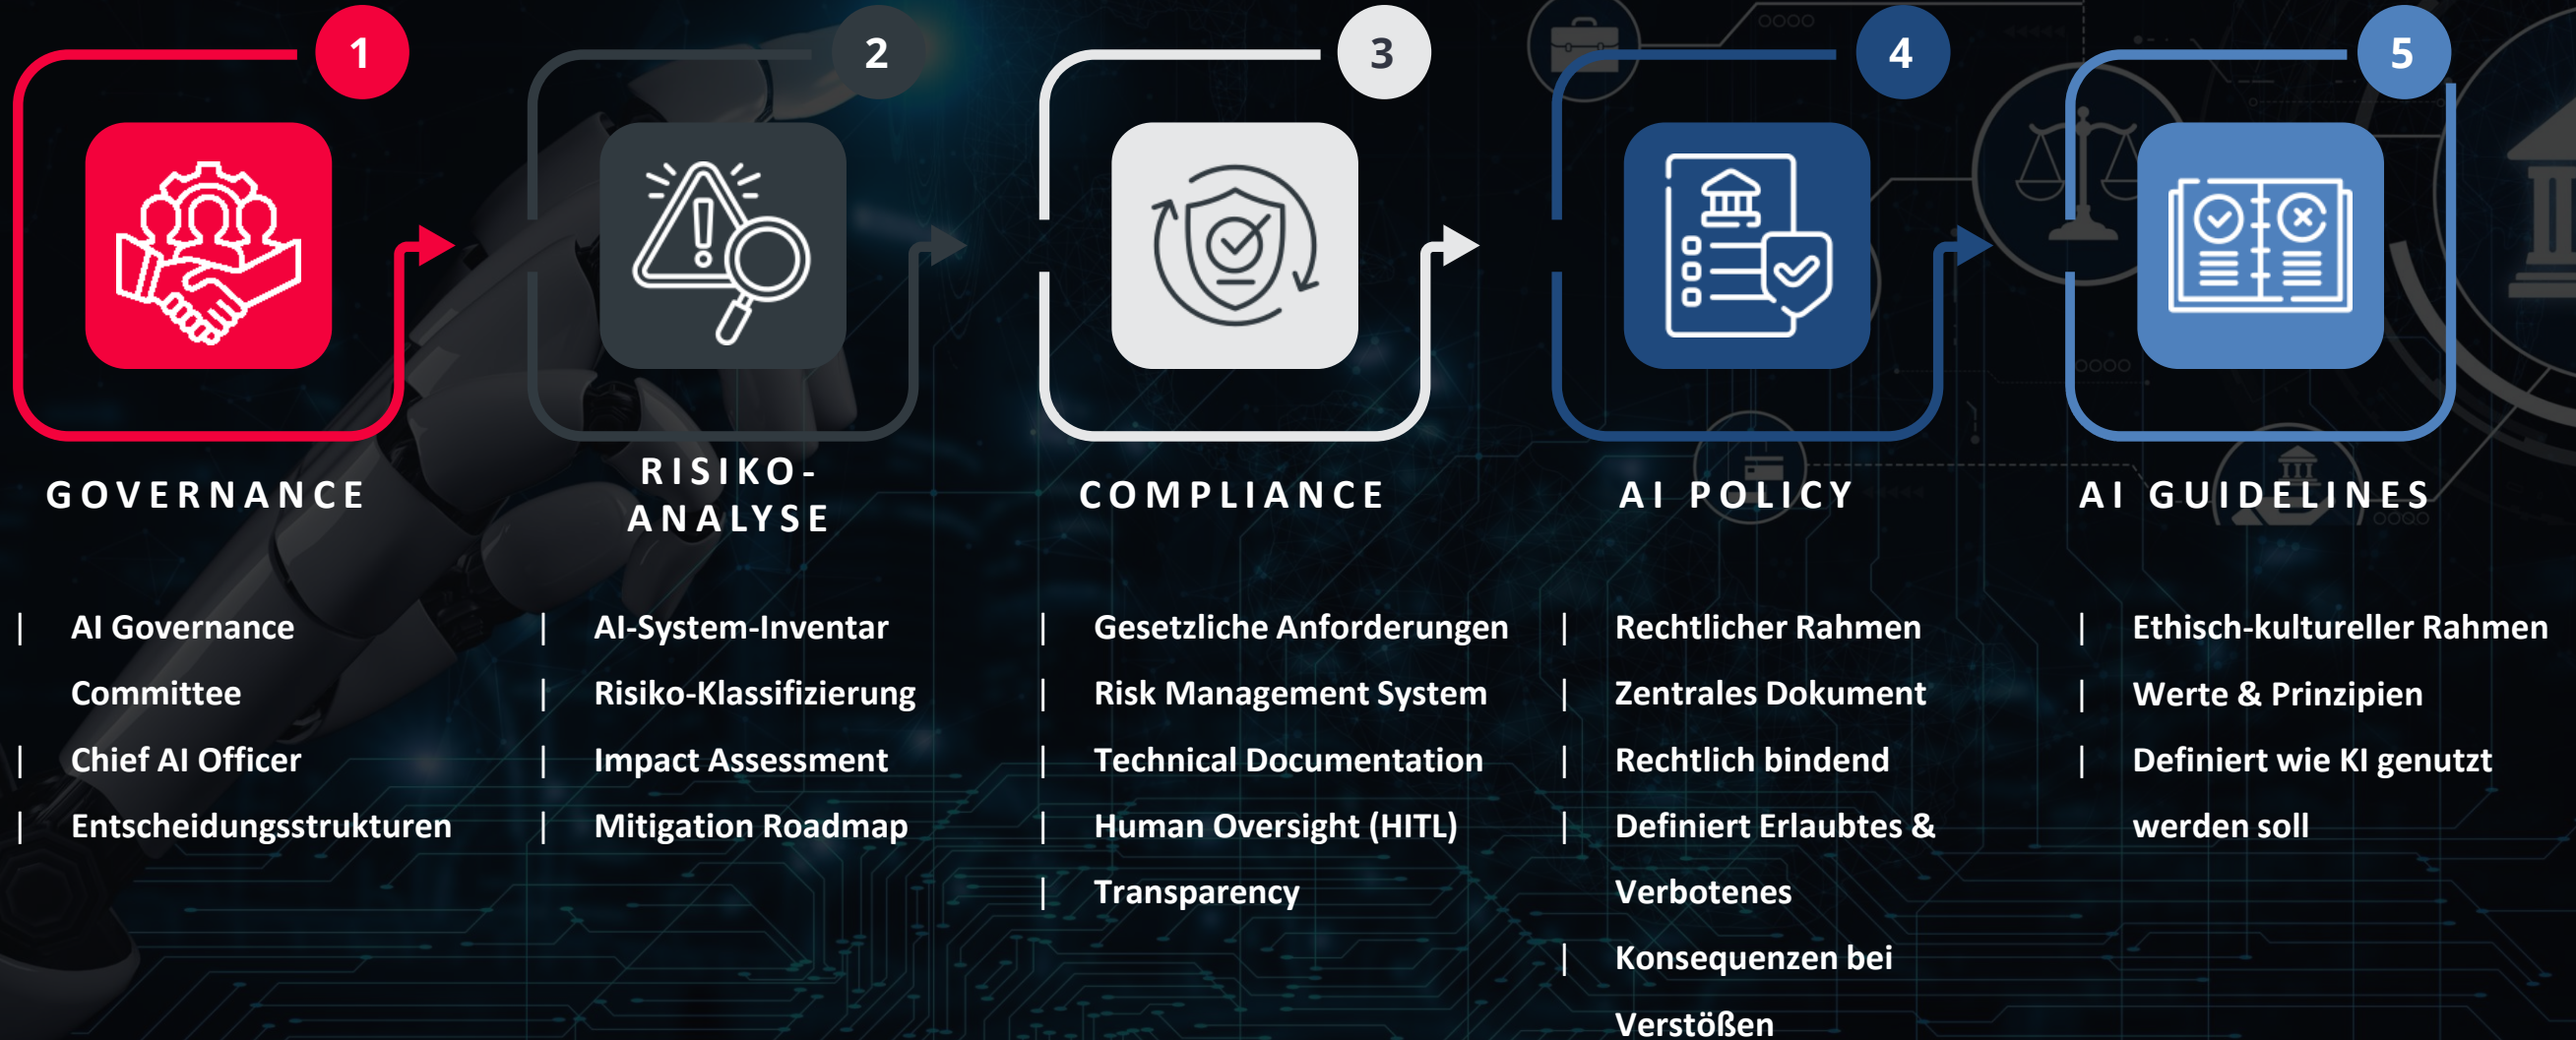 1
2
3
4
5
GOVERNANCE
RISIKO-
ANALYSE
COMPLIANCE
AI POLICY
AI GUIDELINES
| AI Governance
Committee
| Chief AI Officer
| Entscheidungsstrukturen
| AI-System-Inventar
| Risiko-Klassifizierung
| Impact Assessment
| Mitigation Roadmap
| Gesetzliche Anforderungen
| Risk Management System
| Technical Documentation
| Human Oversight (HITL)
| Transparency
| Rechtlicher Rahmen
| Zentrales Dokument
| Rechtlich bindend
| Definiert Erlaubtes &
Verbotenes
| Konsequenzen bei
Verstößen
| Ethisch-kultureller Rahmen
| Werte & Prinzipien
| Definiert wie KI genutzt
werden soll